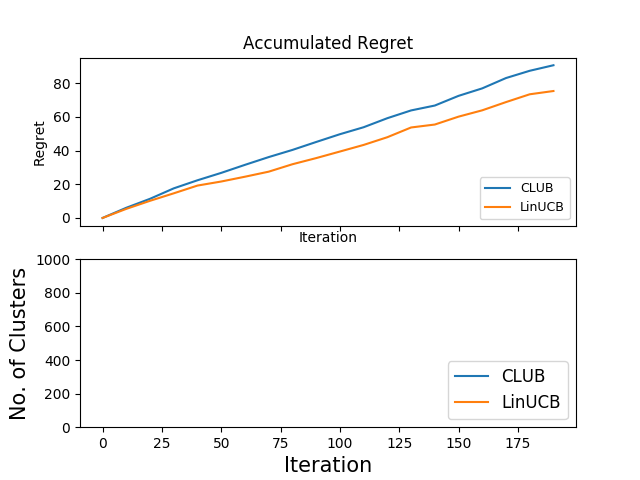 Accumulated Regret
80
60
40
20
0
Regret
CLUB
LinUCB
Iteration
1000
800
600
400
200
0
No. of Clusters
CLUB
LinUCB
0 25 50 75 100 125 150 175
Iteration